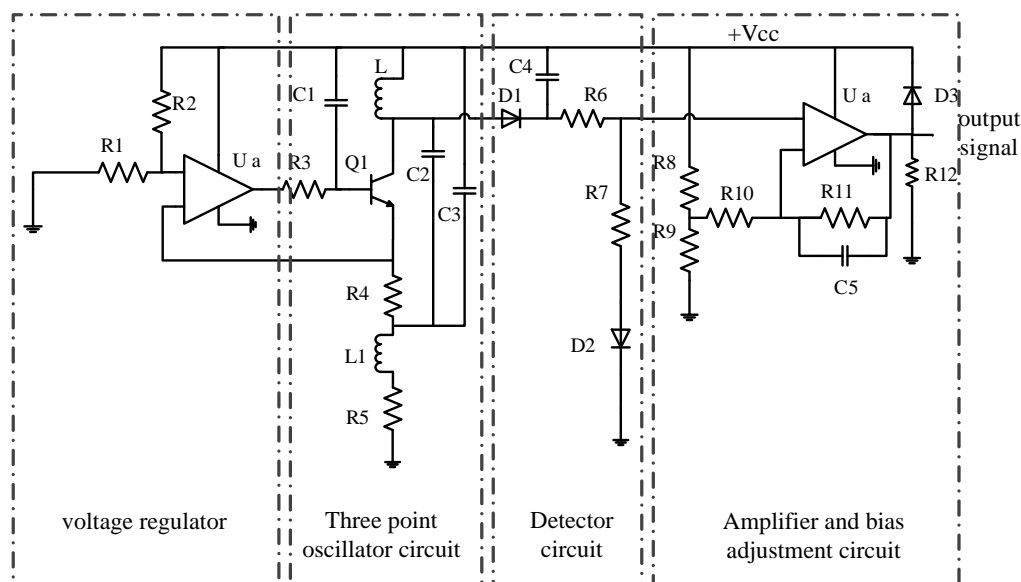 +Vcc
L
C4
R2
C1
D1
R6
U a
D3
output
signal
R1
U a
R3
Q1
C2
R8
R12
C3
R7
R10
R11
R9
R4
C5
L1
D2
R5
voltage regulator
Three point
oscillator circuit
Detector
circuit
Amplifier and bias
adjustment circuit